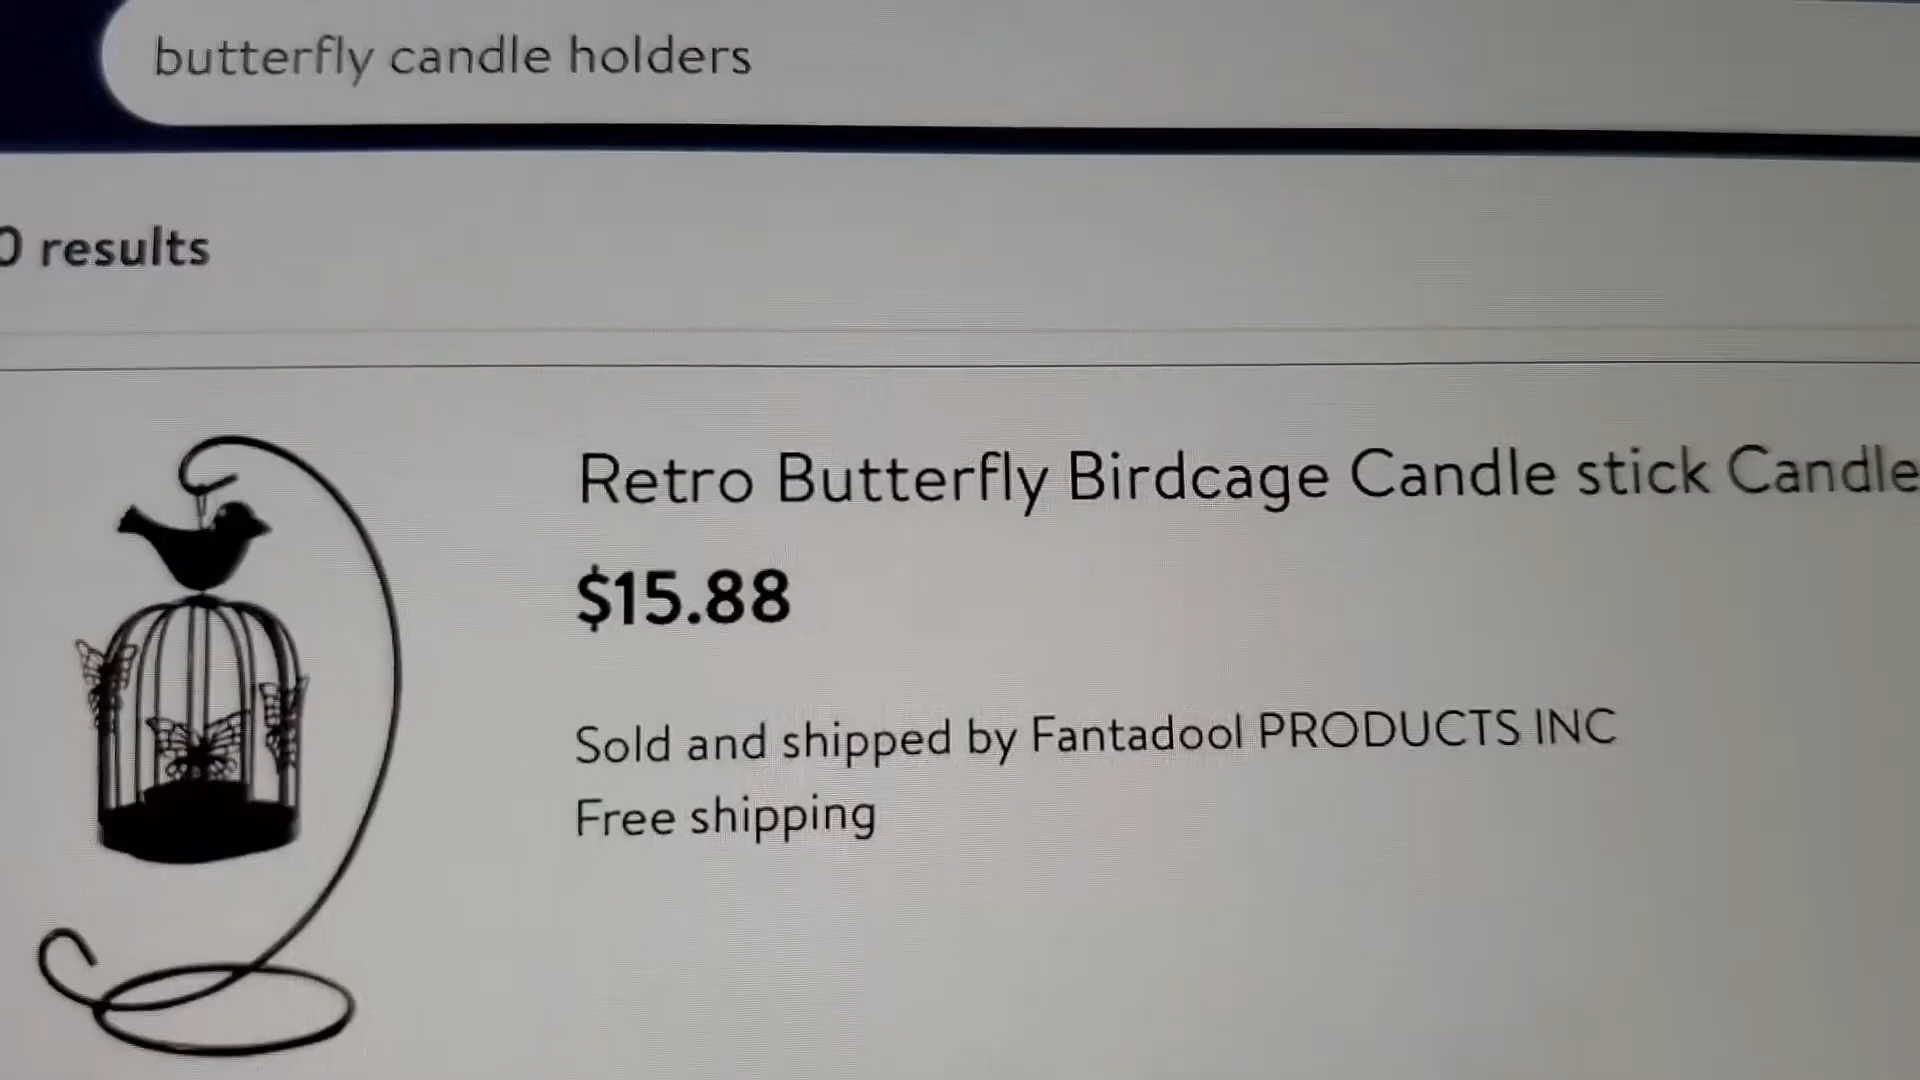 butterfly candle holders
0 results
Retro Butterfly Birdcage Candle stick Candle
$15.88
Sold and shipped by Fantadool PRODUCTS INC
Free shipping